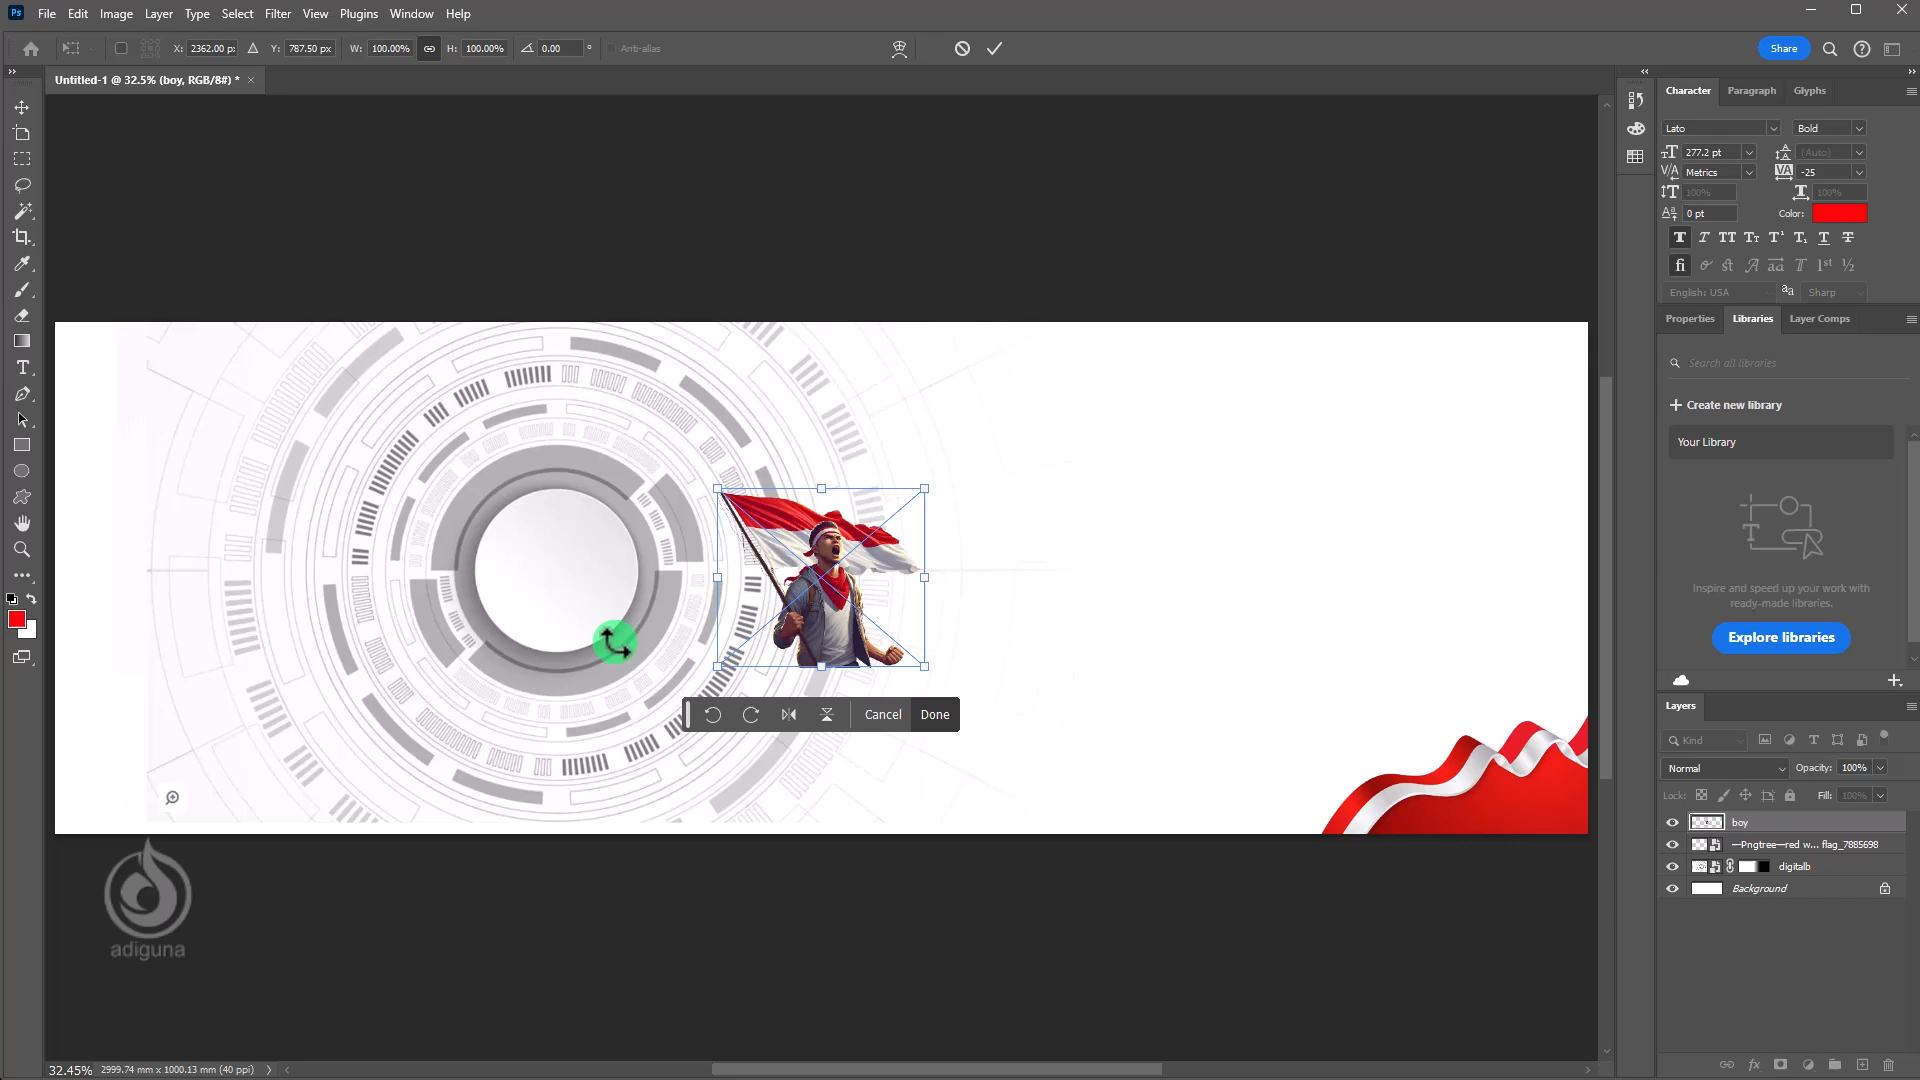 Ps File Edit Image Layer Type Select Filter View Plugins Window Help
X: 2362.00 p: Y: 787.50 px W: 100.00% H: 100.00% 0.00 ° Anti-alias Share
Untitled-1 @ 32.5% (boy, RGB/8#) * ×
Character Paragraph Glyphs
Lato Bold
277.2 pt (Auto)
Metrics -25
100% 100%
0 pt Color:
English: USA aa Sharp
Properties Libraries Layer Comps
Search all libraries
+ Create new library
Your Library
Inspire and speed up your work with
ready-made libraries.
Explore libraries
Cancel Done
Layers
Kind
Normal Opacity: 100%
Lock: Fill: 100%
boy
—Pngtree—red w... flag_7885698
digitalb
Background
adiguna
32.45% 2999.74 mm x 1000.13 mm (40 ppi)